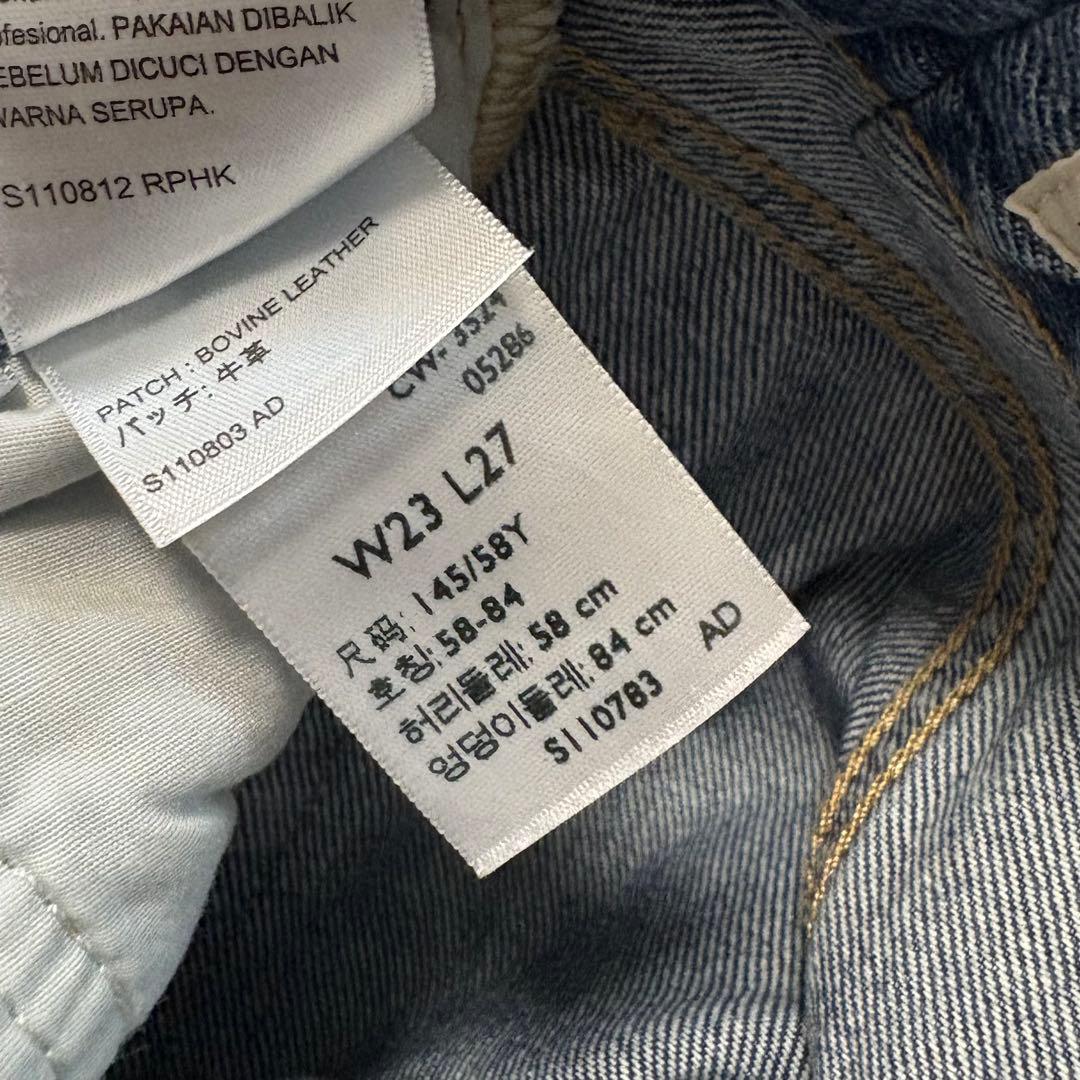 ofesional. PAKAIAN DIBALIK
SEBELUM DICUCI DENGAN
WARNA SERUPA.
S110812 RPHK
PATCH : BOVINE LEATHER
パッチ: 牛革
S110803 AD
CW: 3524
05286
W23 L27
尺码: 145/58Y
호칭: 58-84
허리둘레: 58 cm
엉덩이둘레: 84 cm
S110783 AD